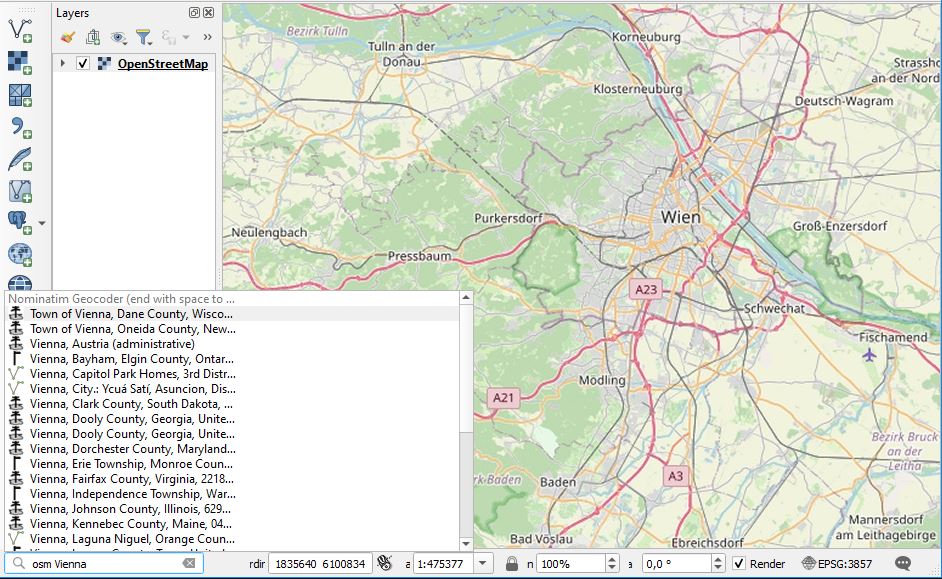 Layers
OpenStreetMap
Bezirk Tulln
Tulln an der
Donau
Korneuburg
Klosterneuburg
Strassho
an der Nord
Deutsch-Wagram
Purkersdorf
Wien
Neulengbach
Pressbaum
Groß-Enzersdorf
A23
Schwechat
Fischamend
Mödling
A21
Bezirk Bruck
an der
Leitha
A3
rk-Baden
Baden
Mannersdorf
am Leithagebirge
Bad Vöslau
Ebreichsdorf
Nominatim Geocoder (end with space to ...
Town of Vienna, Dane County, Wisco...
Town of Vienna, Oneida County, New...
Vienna, Austria (administrative)
Vienna, Bayham, Elgin County, Ontar...
Vienna, Capitol Park Homes, 3rd Distr...
Vienna, City.: Ycuá Satí, Asuncion, Dis...
Vienna, Clark County, South Dakota, ...
Vienna, Dooly County, Georgia, Unite...
Vienna, Dooly County, Georgia, Unite...
Vienna, Dorchester County, Maryland...
Vienna, Erie Township, Monroe Coun...
Vienna, Fairfax County, Virginia, 2218...
Vienna, Independence Township, War...
Vienna, Johnson County, Illinois, 629...
Vienna, Kennebec County, Maine, 04...
Vienna, Laguna Niguel, Orange Coun...
osm Vienna
rdir 1835640 6100834 a 1:475377 n 100% a 0,0 ° Render EPSG:3857